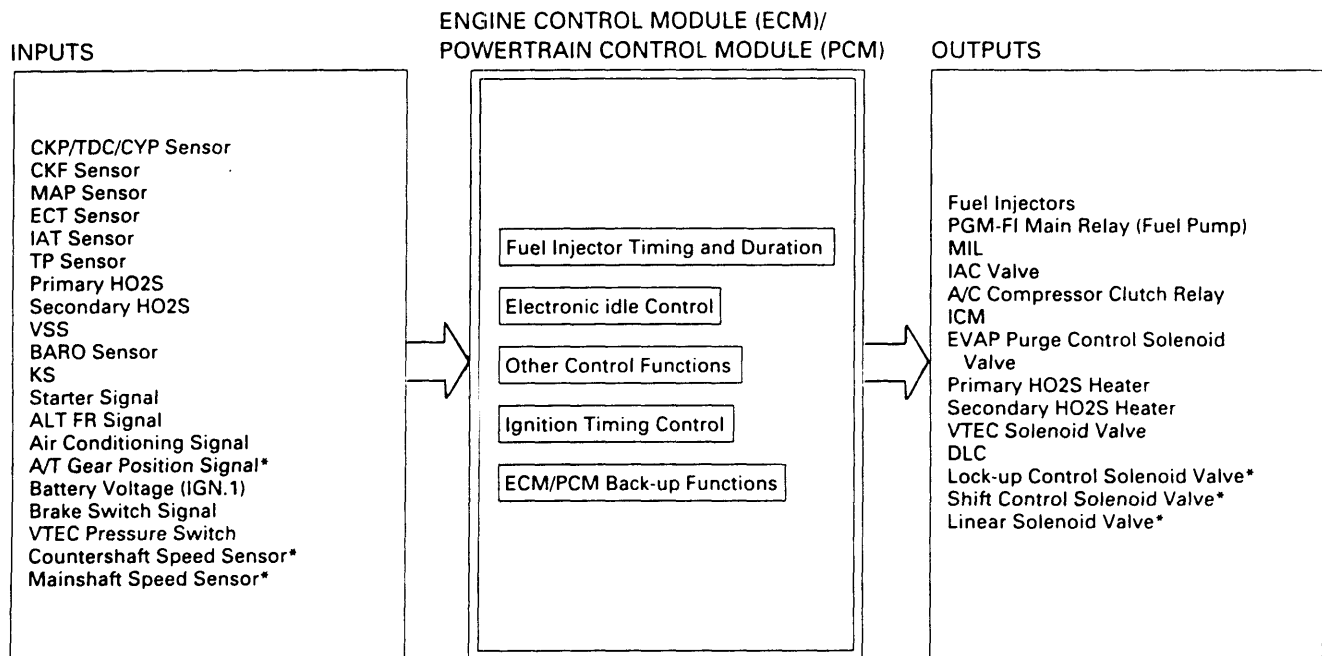 ENGINE CONTROL MODULE (ECM)/
POWERTRAIN CONTROL MODULE (PCM)
INPUTS
CKP/TDC/CYP Sensor
CKF Sensor
MAP Sensor
ECT Sensor
IAT Sensor
TP Sensor
Primary HO2S
Secondary HO2S
VSS
BARO Sensor
KS
Starter Signal
ALT FR Signal
Air Conditioning Signal
A/T Gear Position Signal*
Battery Voltage (IGN.1)
Brake Switch Signal
VTEC Pressure Switch
Countershaft Speed Sensor*
Mainshaft Speed Sensor*
Fuel Injector Timing and Duration
Electronic idle Control
Other Control Functions
Ignition Timing Control
ECM/PCM Back-up Functions
OUTPUTS
Fuel Injectors
PGM-FI Main Relay (Fuel Pump)
MIL
IAC Valve
A/C Compressor Clutch Relay
ICM
EVAP Purge Control Solenoid
Valve
Primary HO2S Heater
Secondary HO2S Heater
VTEC Solenoid Valve
DLC
Lock-up Control Solenoid Valve*
Shift Control Solenoid Valve*
Linear Solenoid Valve*